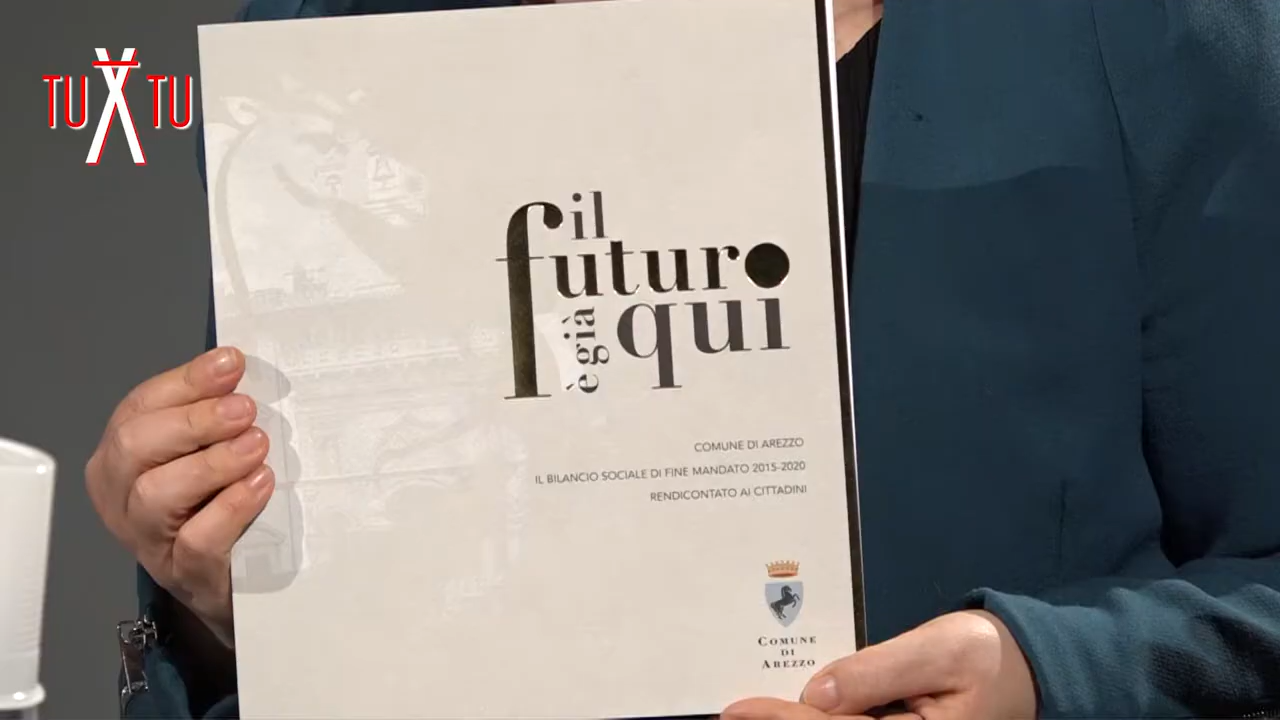 TU X TU
il
futuro
è già
qui
COMUNE DI AREZZO
IL BILANCIO SOCIALE DI FINE MANDATO 2015-2020
RENDICONTATO AI CITTADINI
COMUNE
DI
AREZZO